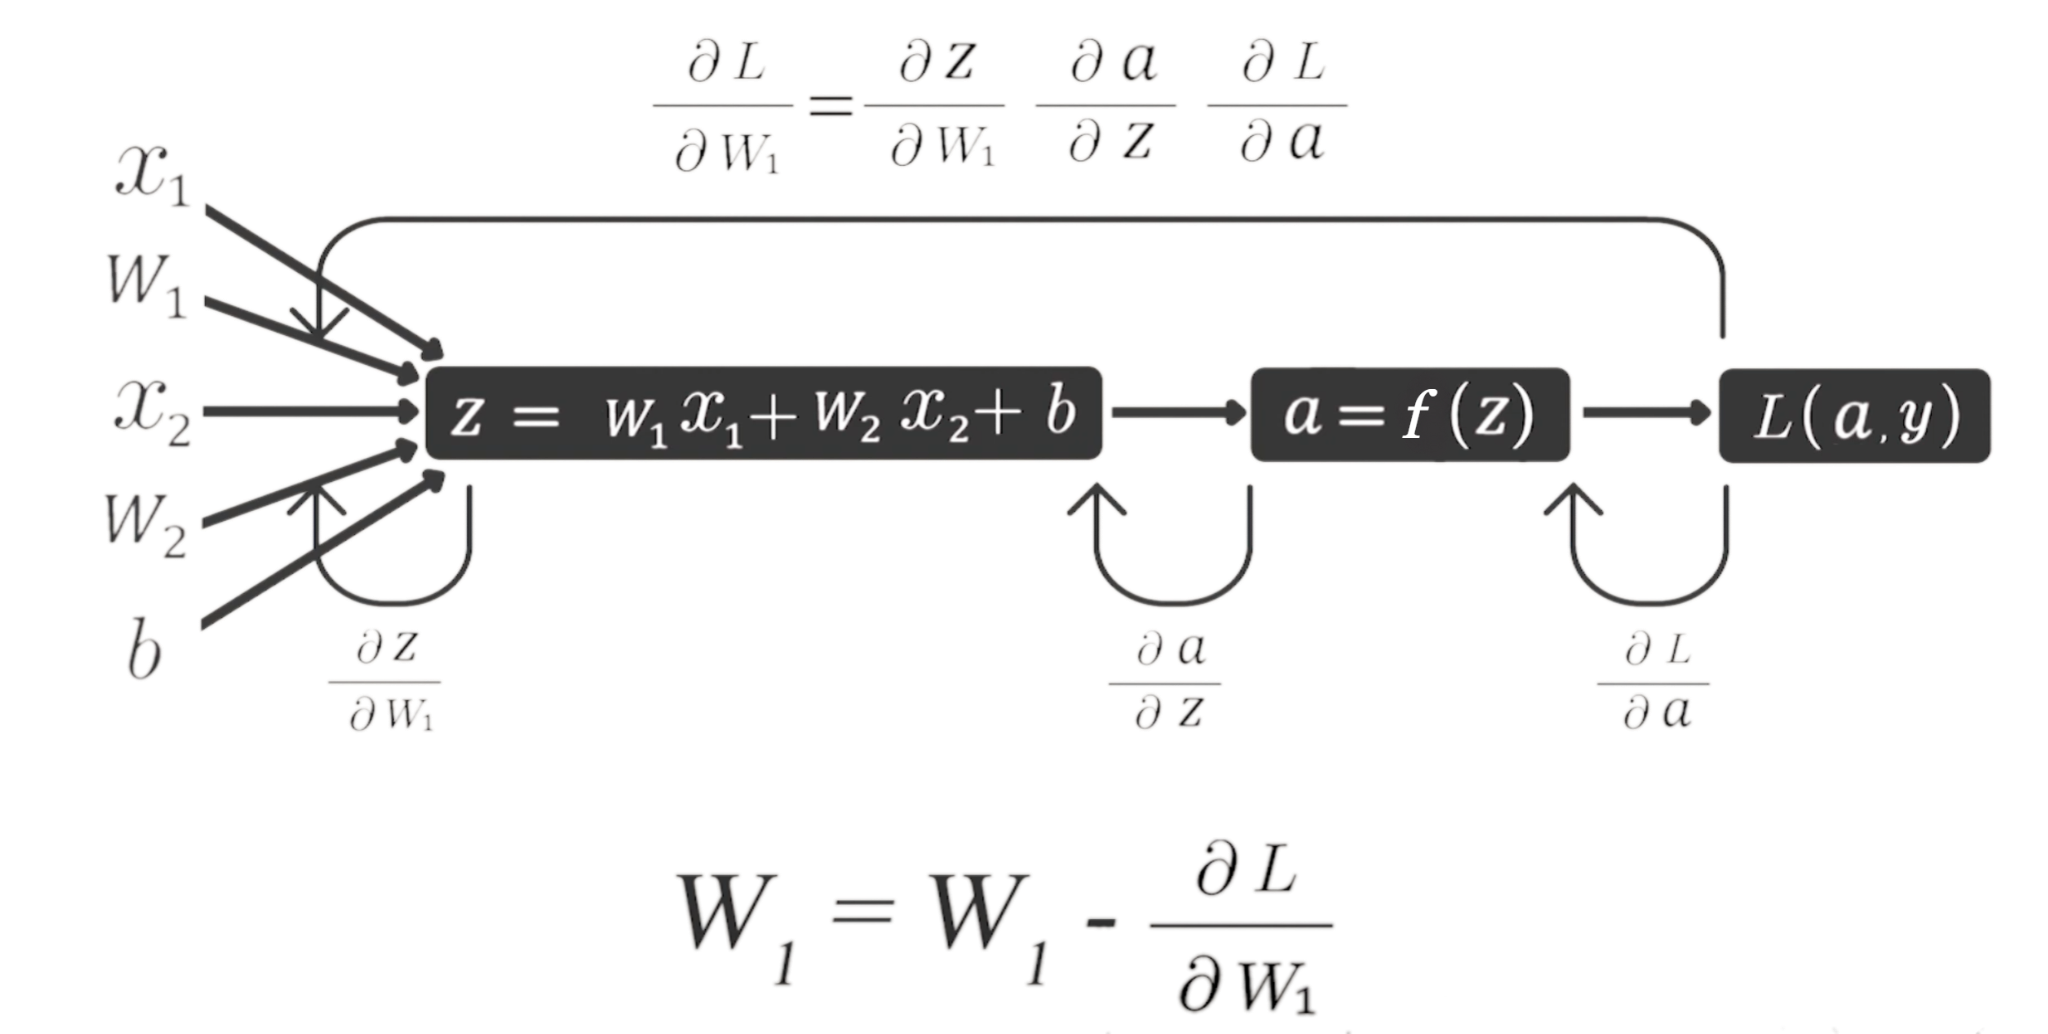 ∂L/∂W₁ = ∂z/∂W₁ ∂a/∂z ∂L/∂a
x₁
W₁
x₂
W₂
b
z = w₁x₁+w₂x₂+b
a=f(z)
L(a,y)
∂z/∂W₁
∂a/∂z
∂L/∂a
W₁ = W₁ - ∂L/∂W₁